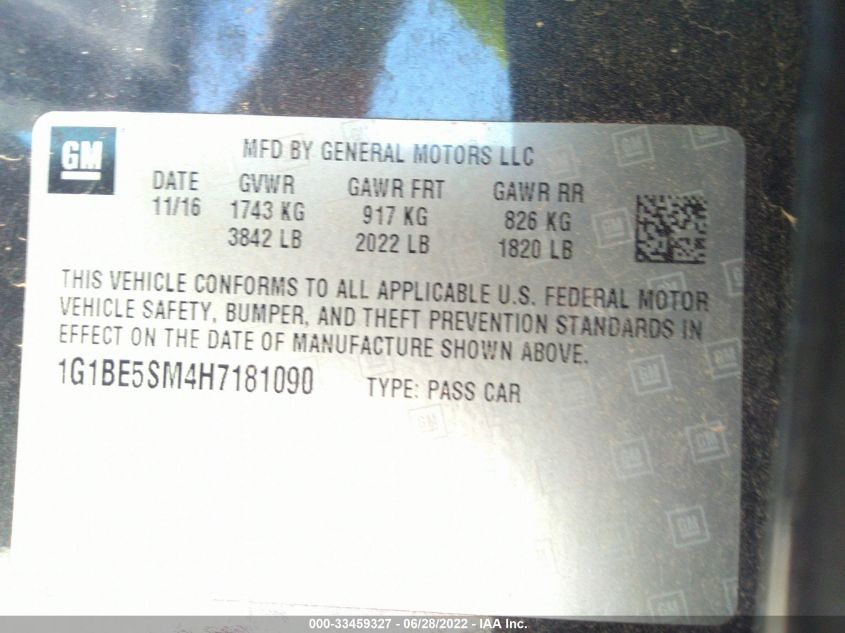 GM
MFD BY GENERAL MOTORS LLC
DATE GVWR GAWR FRT GAWR RR
11/16 1743 KG 917 KG 826 KG
3842 LB 2022 LB 1820 LB
THIS VEHICLE CONFORMS TO ALL APPLICABLE U.S. FEDERAL MOTOR
VEHICLE SAFETY, BUMPER, AND THEFT PREVENTION STANDARDS IN
EFFECT ON THE DATE OF MANUFACTURE SHOWN ABOVE.
1G1BE5SM4H7181090 TYPE: PASS CAR
000-33459327 - 06/28/2022 - IAA Inc.